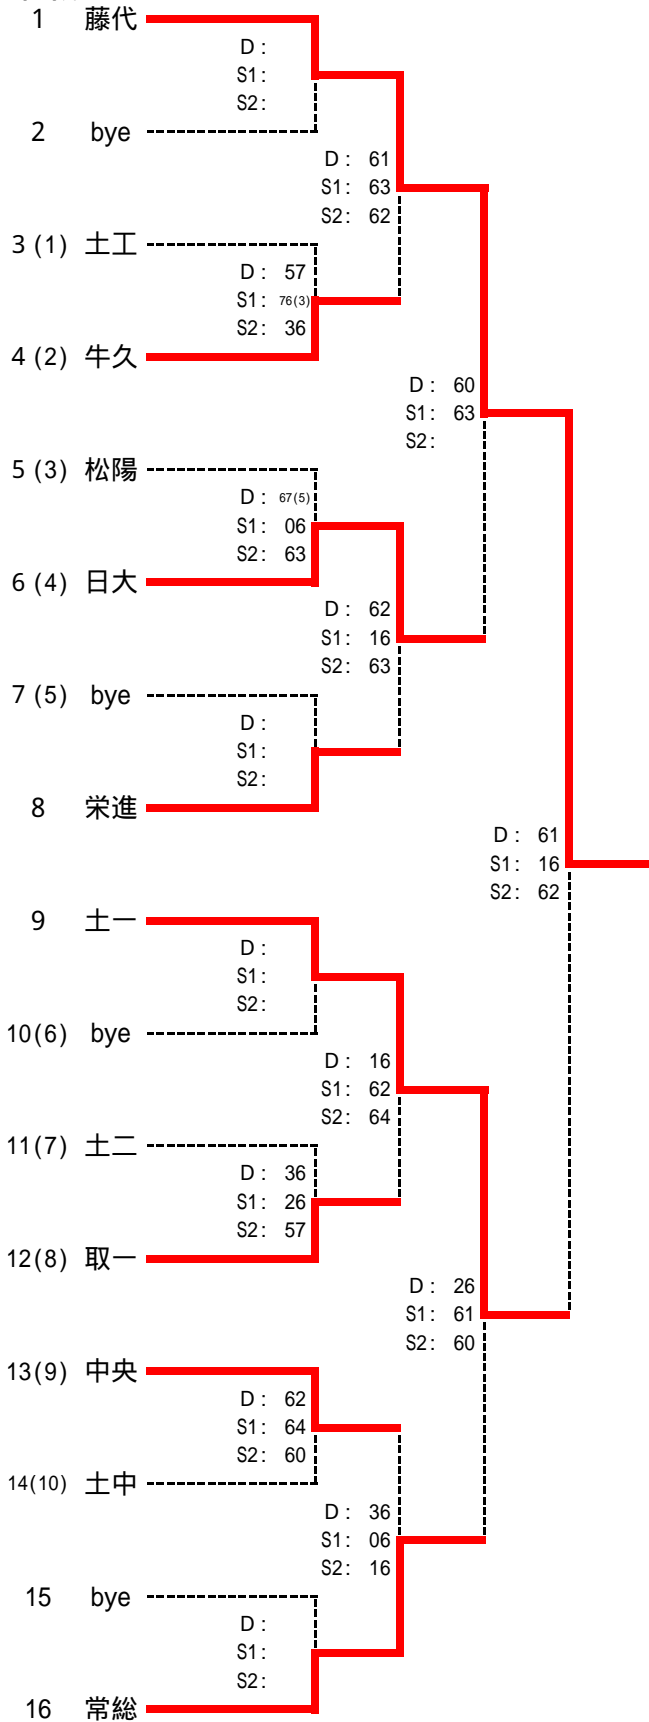 1 藤代
D :
S1:
S2:
2 bye
D : 61
S1: 63
S2: 62
3 (1) 土工
D : 57
S1: 76(3)
S2: 36
4 (2) 牛久
D : 60
S1: 63
S2:
5 (3) 松陽
D : 67(5)
S1: 06
S2: 63
6 (4) 日大
D : 62
S1: 16
S2: 63
7 (5) bye
D :
S1:
S2:
8 栄進
D : 61
S1: 16
S2: 62
9 土一
D :
S1:
S2:
10(6) bye
D : 16
S1: 62
S2: 64
11(7) 土二
D : 36
S1: 26
S2: 57
12(8) 取一
D : 26
S1: 61
S2: 60
13(9) 中央
D : 62
S1: 64
S2: 60
14(10) 土中
D : 36
S1: 06
S2: 16
15 bye
D :
S1:
S2:
16 常総